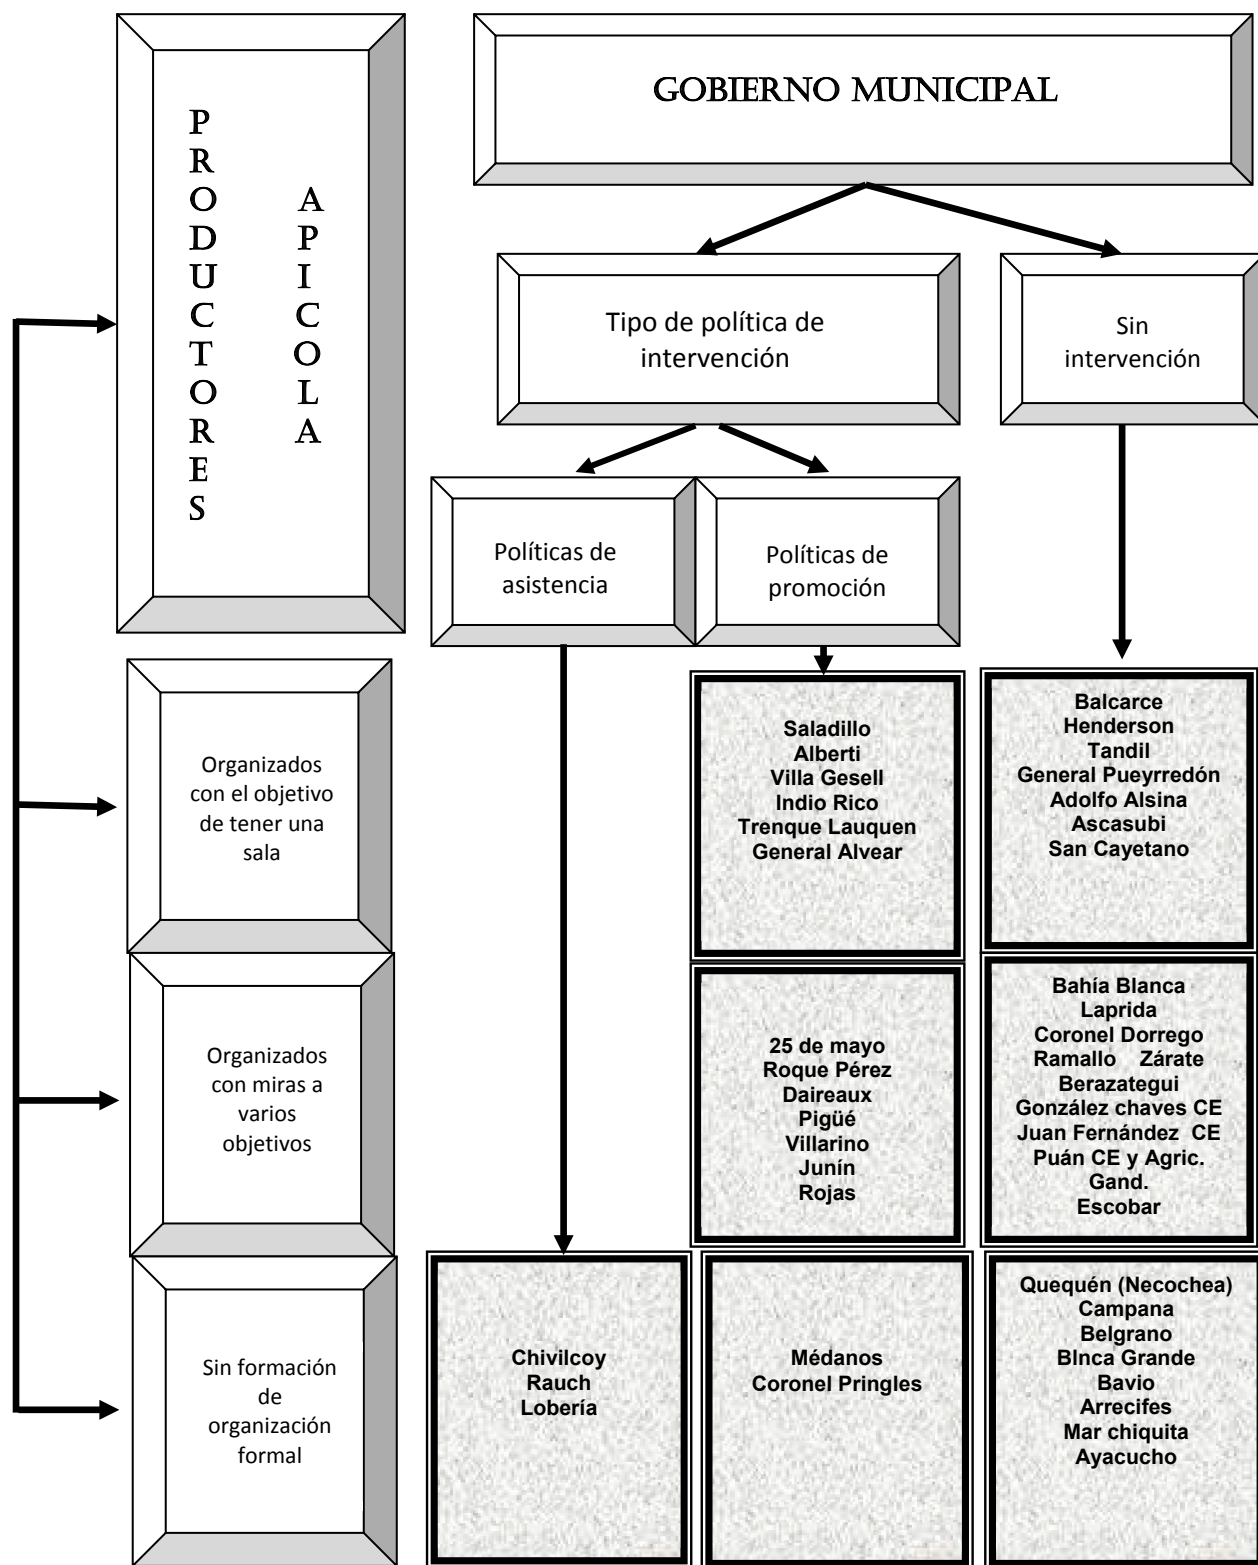 PRODUCTORES
APICOLA
GOBIERNO MUNICIPAL
Tipo de política de
intervención
Sin
intervención
Políticas de
asistencia
Políticas de
promoción
Organizados
con el objetivo
de tener una
sala
Saladillo
Alberti
Villa Gesell
Indio Rico
Trenque Lauquen
General Alvear
Balcarce
Henderson
Tandil
General Pueyrredón
Adolfo Alsina
Ascasubi
San Cayetano
Organizados
con miras a
varios
objetivos
25 de mayo
Roque Pérez
Daireaux
Pigüé
Villarino
Junín
Rojas
Bahía Blanca
Laprida
Coronel Dorrego
Ramallo Zárate
Berazategui
González chaves CE
Juan Fernández CE
Puán CE y Agric.
Gand.
Escobar
Sin formación
de
organización
formal
Chivilcoy
Rauch
Lobería
Médanos
Coronel Pringles
Quequén (Necochea)
Campana
Belgrano
Blnca Grande
Bavio
Arrecifes
Mar chiquita
Ayacucho